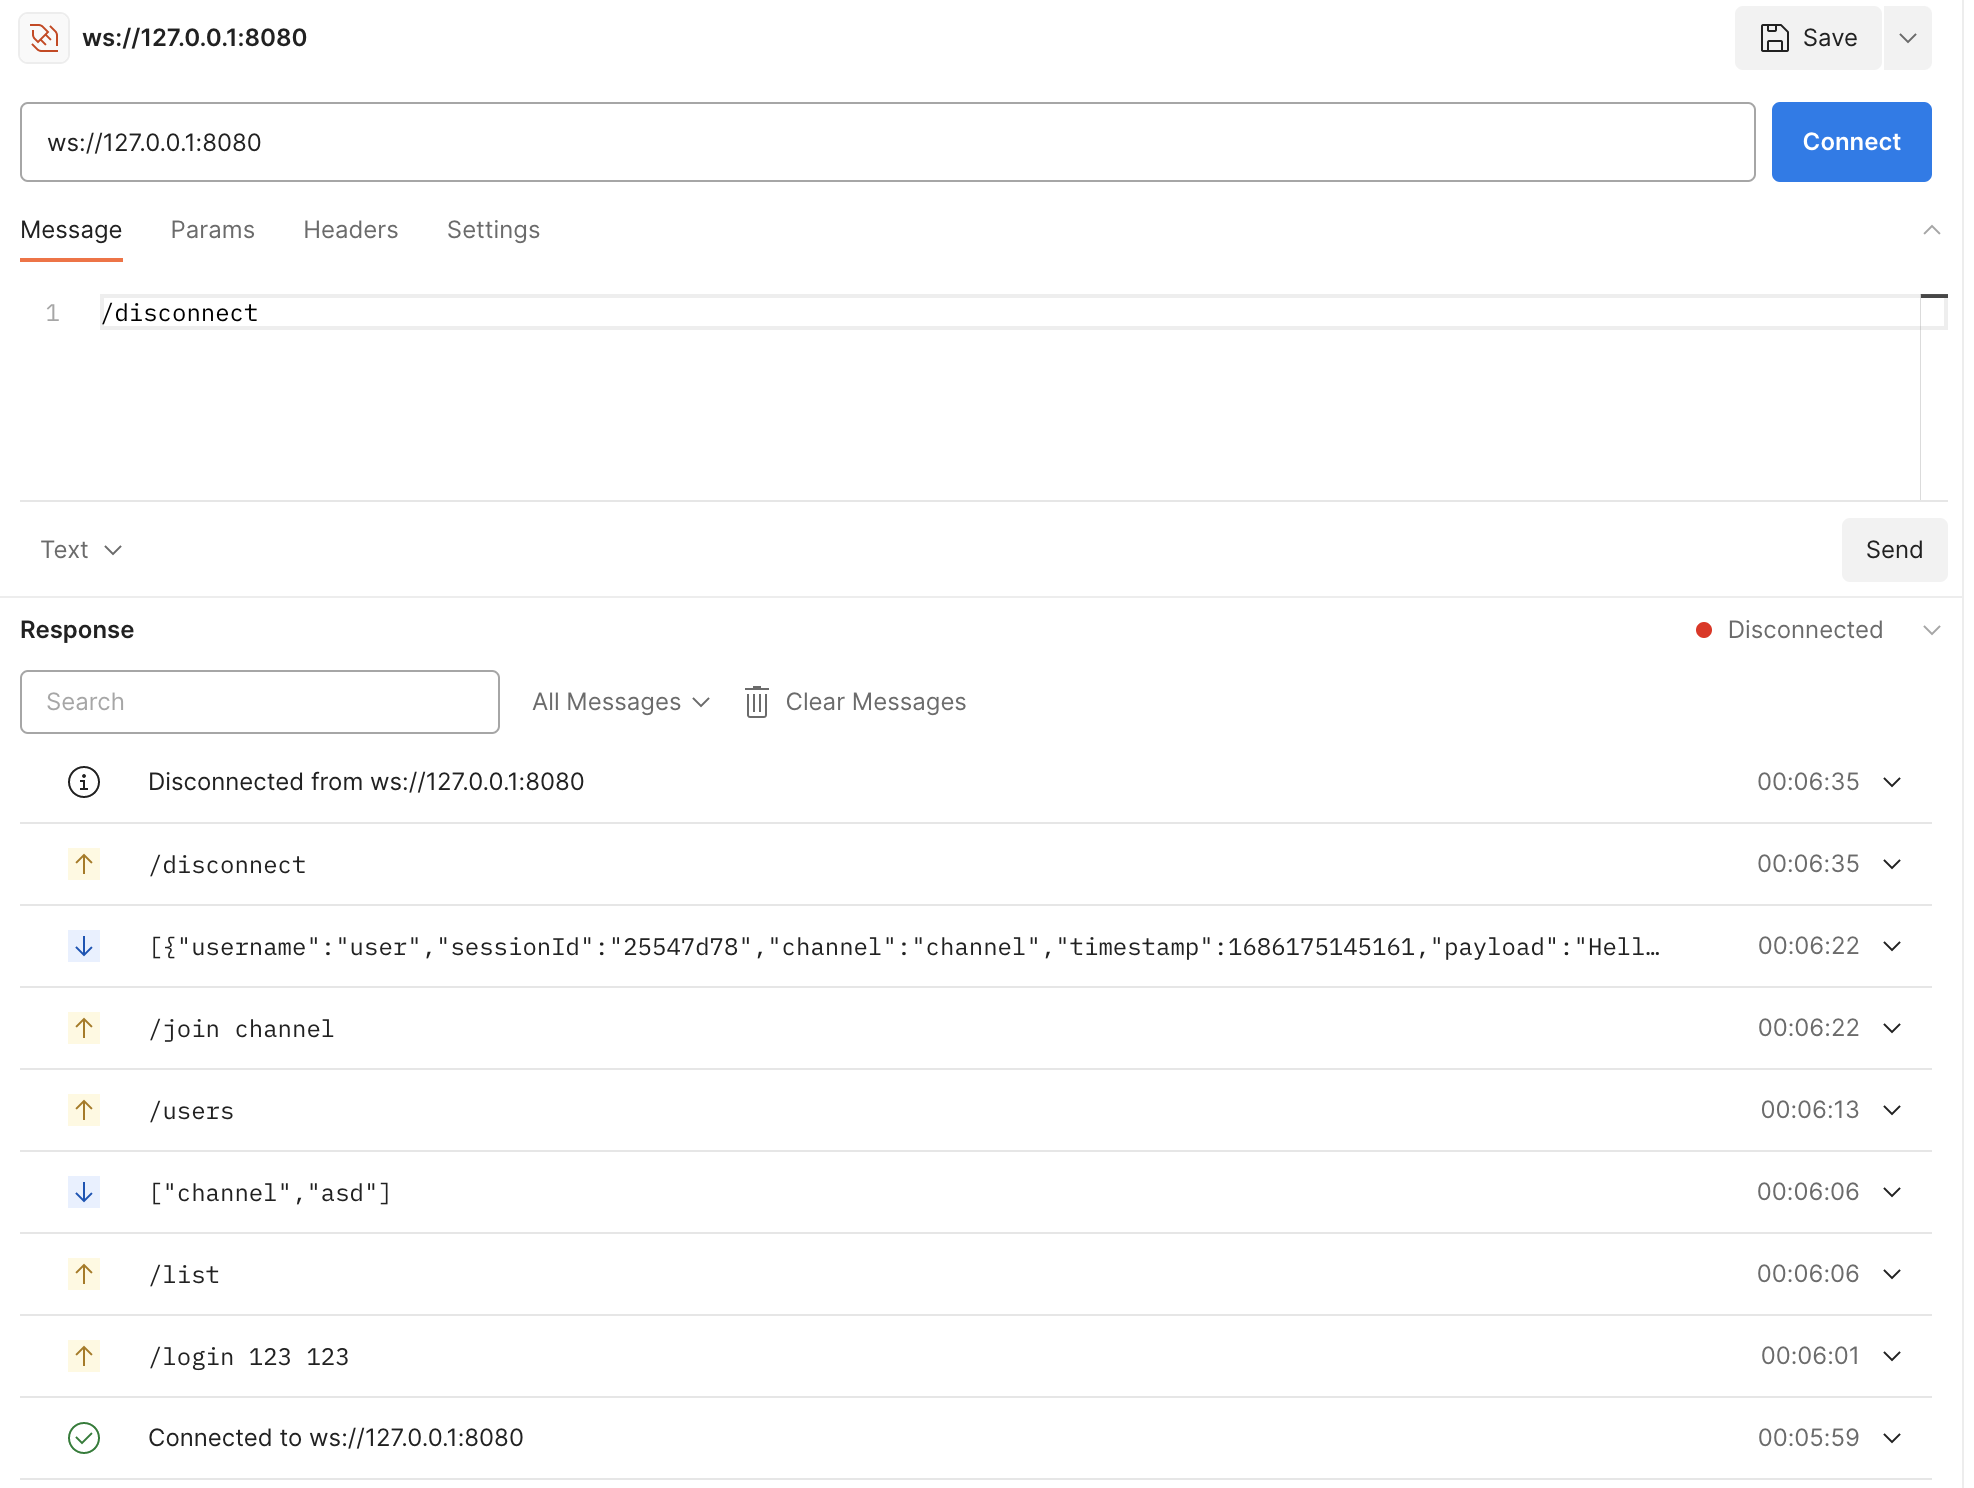 ws://127.0.0.1:8080
Save
ws://127.0.0.1:8080
Connect
Message Params Headers Settings
1 /disconnect
Text
Send
Response
Disconnected
Search
All Messages
Clear Messages
Disconnected from ws://127.0.0.1:8080 00:06:35
/disconnect 00:06:35
[{"username":"user","sessionId":"25547d78","channel":"channel","timestamp":1686175145161,"payload":"Hell… 00:06:22
/join channel 00:06:22
/users 00:06:13
["channel","asd"] 00:06:06
/list 00:06:06
/login 123 123 00:06:01
Connected to ws://127.0.0.1:8080 00:05:59